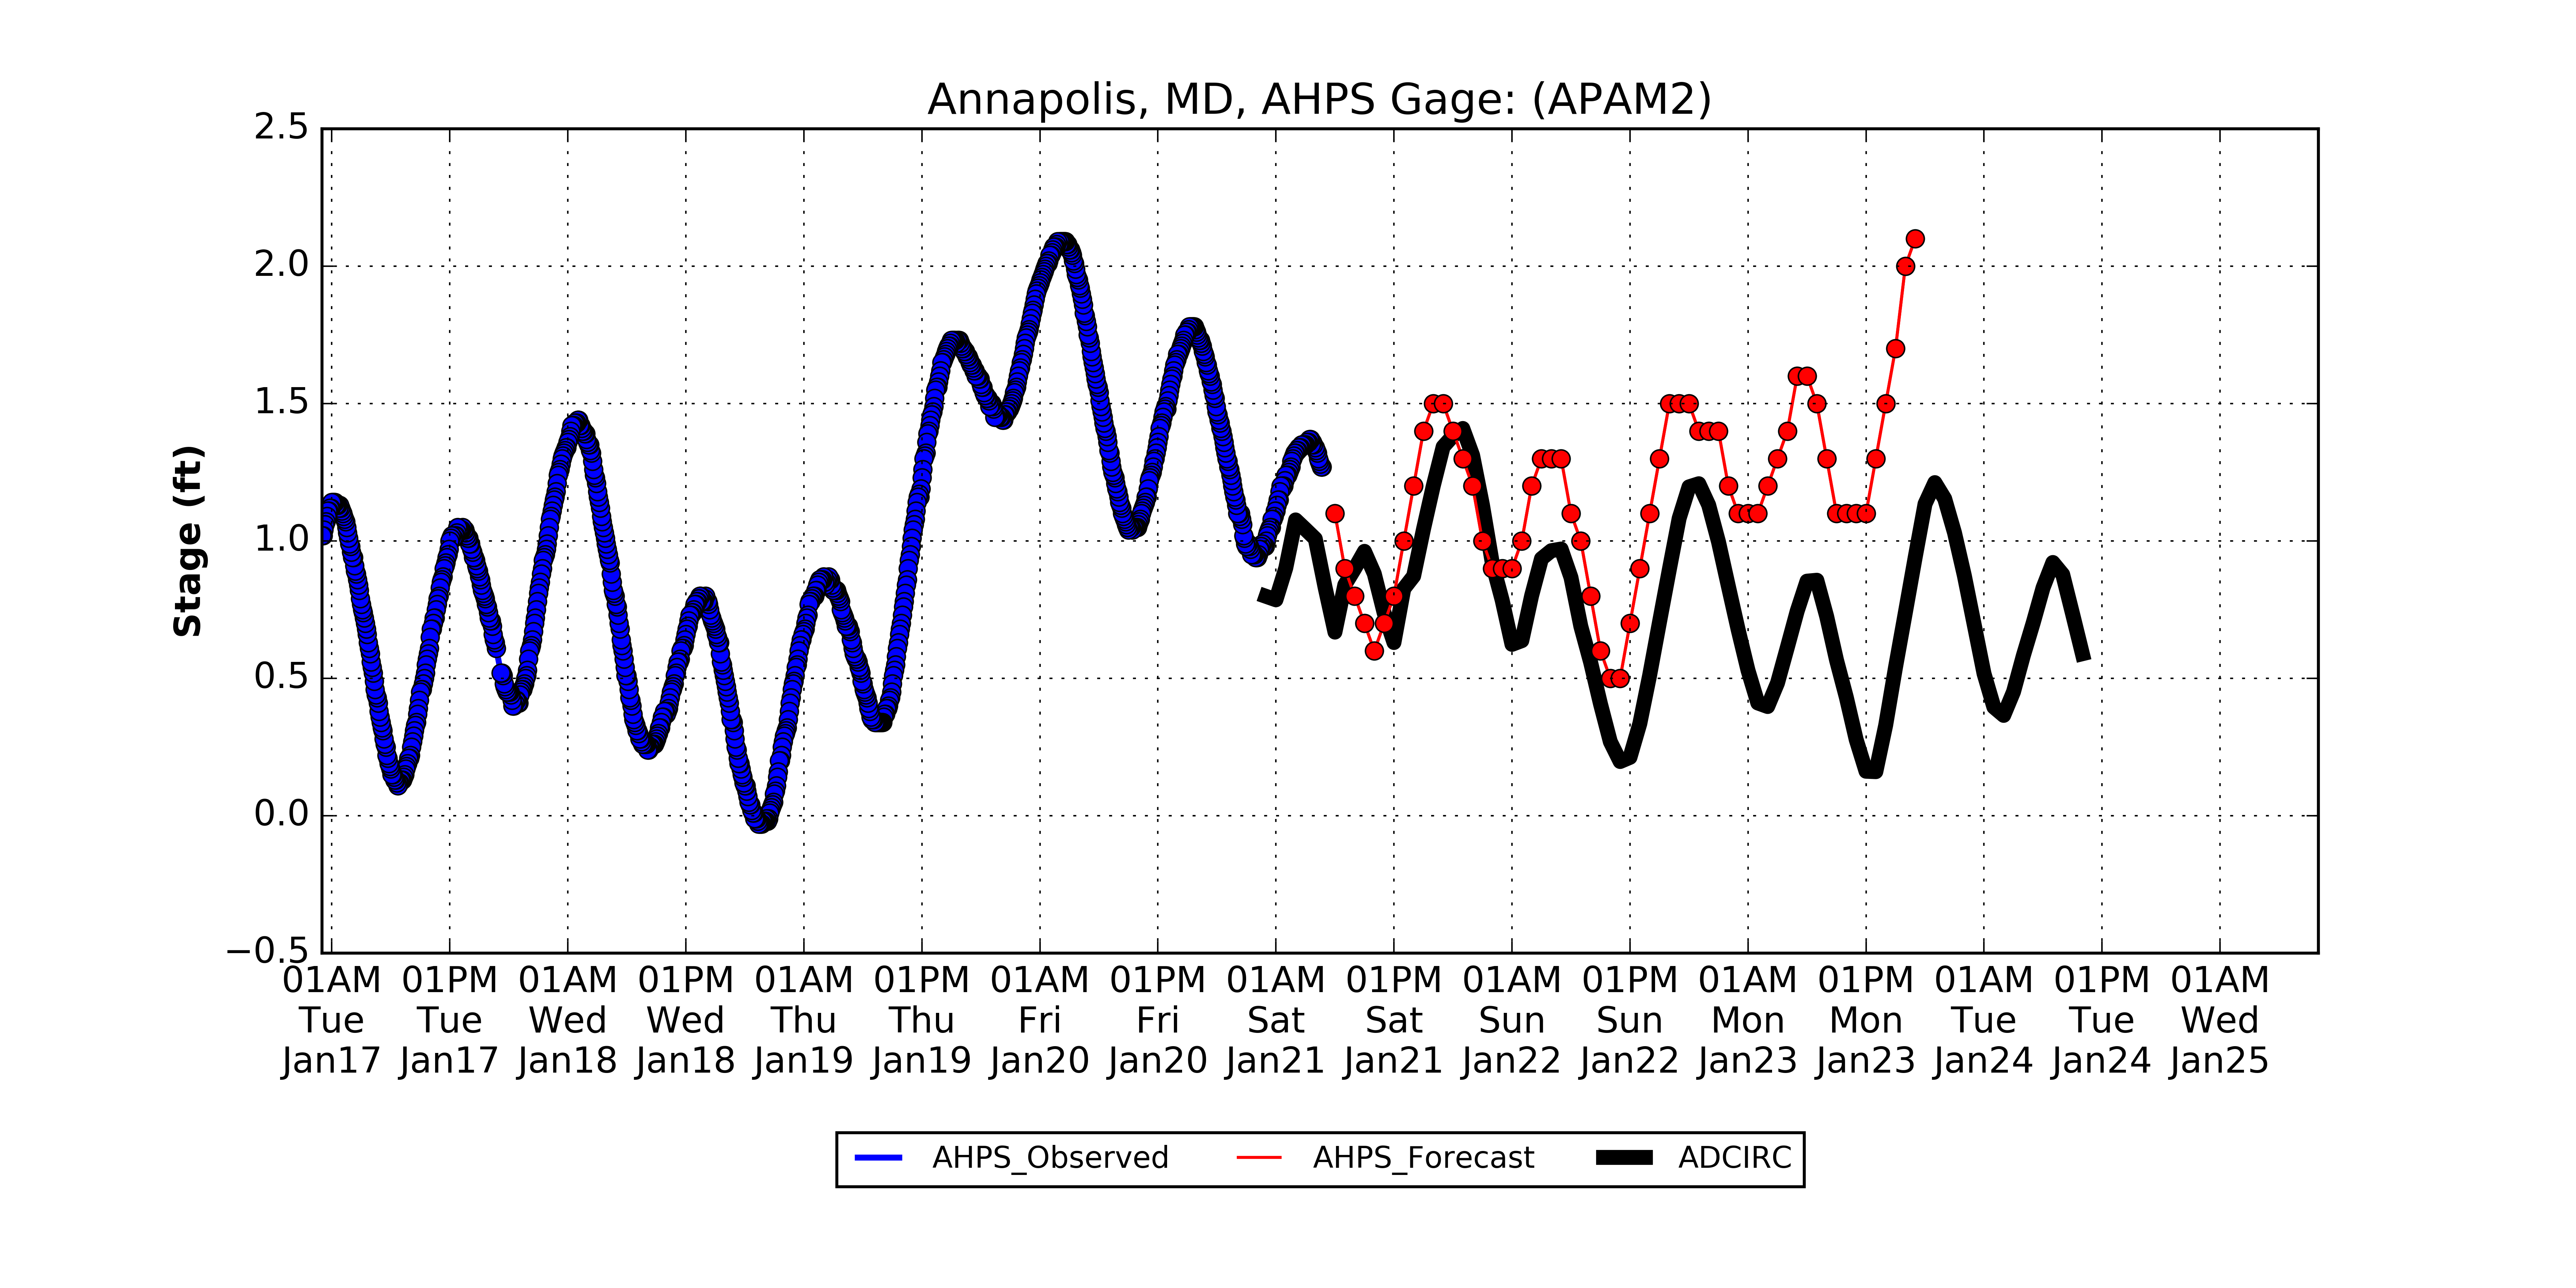 Annapolis, MD, AHPS Gage: (APAM2)
Stage (ft)
2.5
2.0
1.5
1.0
0.5
0.0
−0.5
01AM 01PM 01AM 01PM 01AM 01PM 01AM 01PM 01AM 01PM 01AM 01PM 01AM 01PM 01AM 01PM 01AM
Tue Tue Wed Wed Thu Thu Fri Fri Sat Sat Sun Sun Mon Mon Tue Tue Wed
Jan17 Jan17 Jan18 Jan18 Jan19 Jan19 Jan20 Jan20 Jan21 Jan21 Jan22 Jan22 Jan23 Jan23 Jan24 Jan24 Jan25
AHPS_Observed AHPS_Forecast ADCIRC